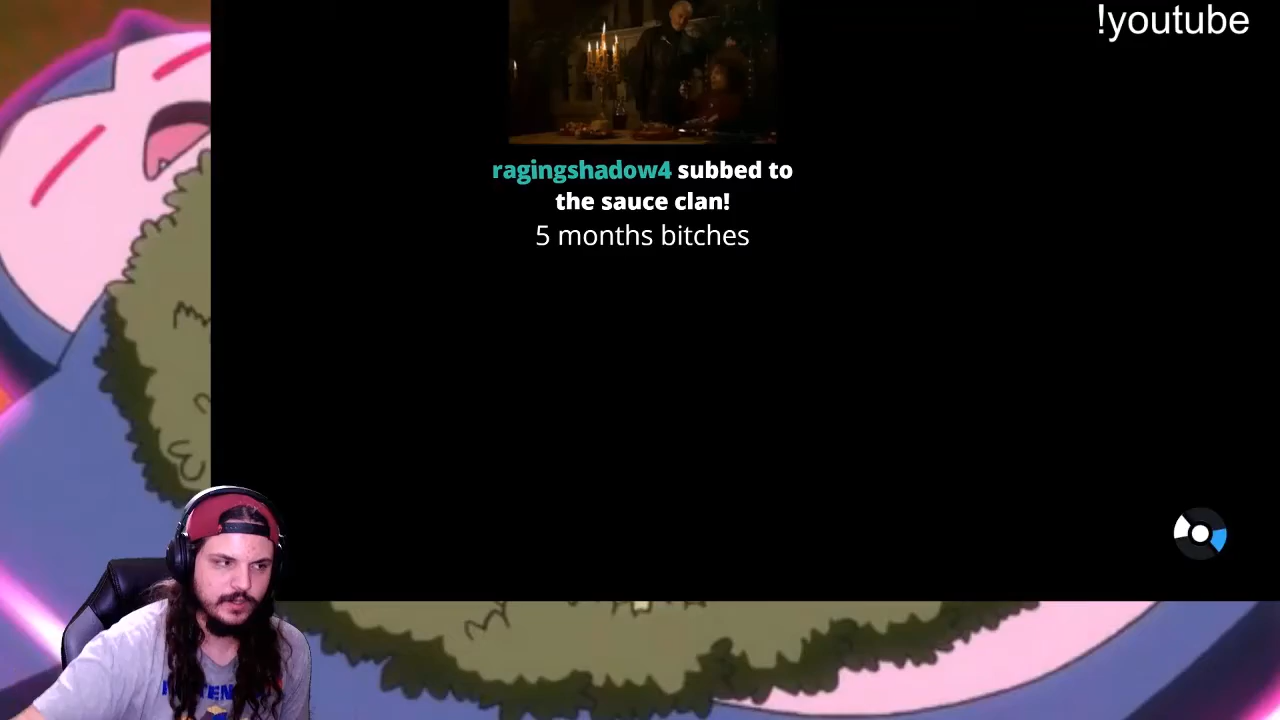 !youtube
ragingshadow4 subbed to
the sauce clan!
5 months bitches